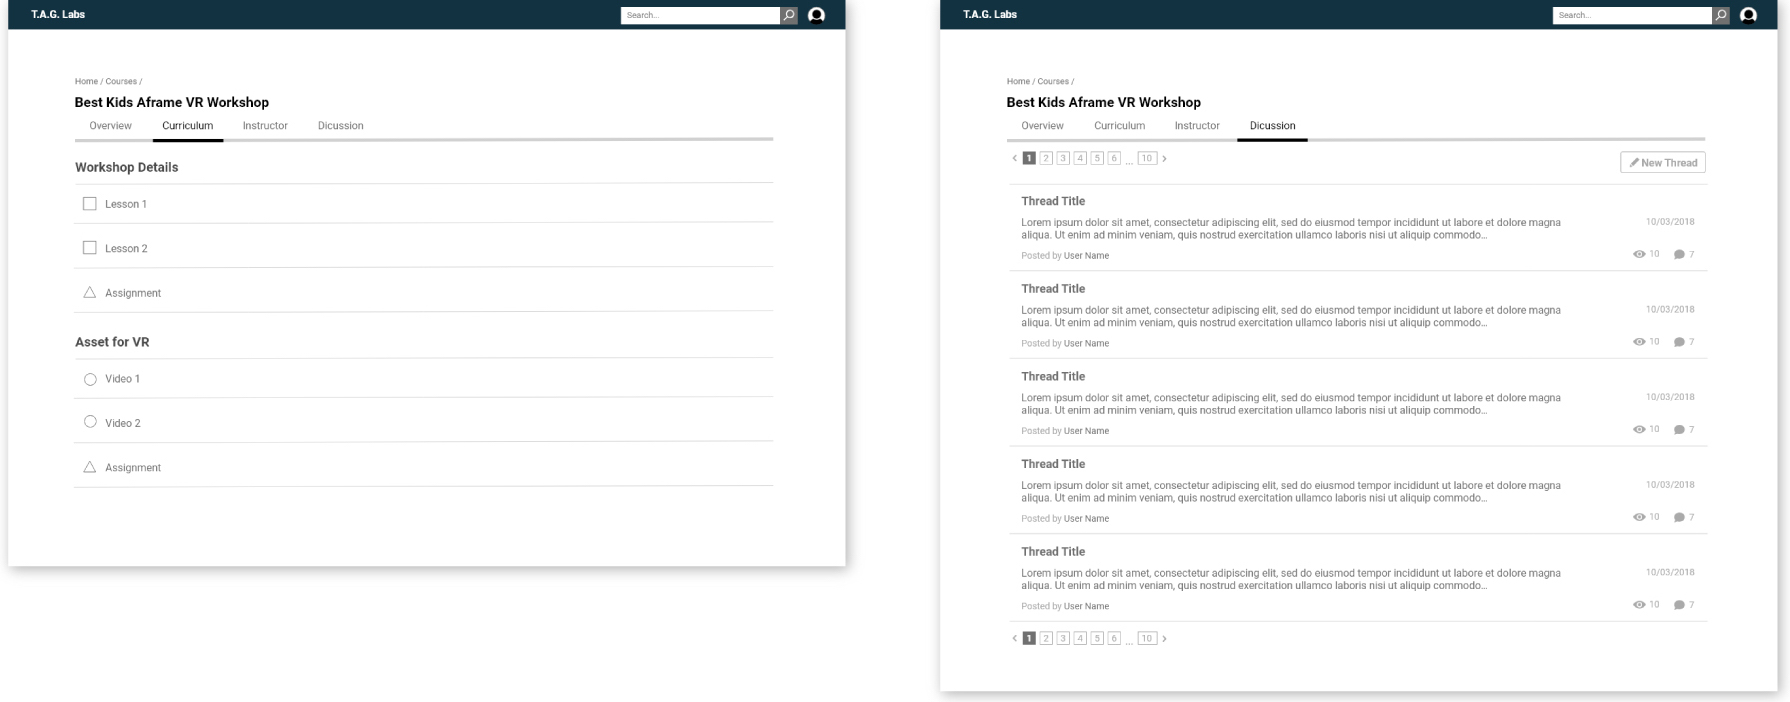 T.A.G. Labs
Search...
Home / Courses /
Best Kids Aframe VR Workshop
Overview Curriculum Instructor Dicussion
Workshop Details
Lesson 1
Lesson 2
Assignment
Asset for VR
Video 1
Video 2
Assignment
T.A.G. Labs
Search...
Home / Courses /
Best Kids Aframe VR Workshop
Overview Curriculum Instructor Dicussion
< 1 2 3 4 5 6 ... 10 >
New Thread
Thread Title
Lorem ipsum dolor sit amet, consectetur adipiscing elit, sed do eiusmod tempor incididunt ut labore et dolore magna
aliqua. Ut enim ad minim veniam, quis nostrud exercitation ullamco laboris nisi ut aliquip commodo...
10/03/2018
Posted by User Name
10 7
Thread Title
Lorem ipsum dolor sit amet, consectetur adipiscing elit, sed do eiusmod tempor incididunt ut labore et dolore magna
aliqua. Ut enim ad minim veniam, quis nostrud exercitation ullamco laboris nisi ut aliquip commodo...
10/03/2018
Posted by User Name
10 7
Thread Title
Lorem ipsum dolor sit amet, consectetur adipiscing elit, sed do eiusmod tempor incididunt ut labore et dolore magna
aliqua. Ut enim ad minim veniam, quis nostrud exercitation ullamco laboris nisi ut aliquip commodo...
10/03/2018
Posted by User Name
10 7
Thread Title
Lorem ipsum dolor sit amet, consectetur adipiscing elit, sed do eiusmod tempor incididunt ut labore et dolore magna
aliqua. Ut enim ad minim veniam, quis nostrud exercitation ullamco laboris nisi ut aliquip commodo...
10/03/2018
Posted by User Name
10 7
Thread Title
Lorem ipsum dolor sit amet, consectetur adipiscing elit, sed do eiusmod tempor incididunt ut labore et dolore magna
aliqua. Ut enim ad minim veniam, quis nostrud exercitation ullamco laboris nisi ut aliquip commodo...
10/03/2018
Posted by User Name
10 7
< 1 2 3 4 5 6 ... 10 >